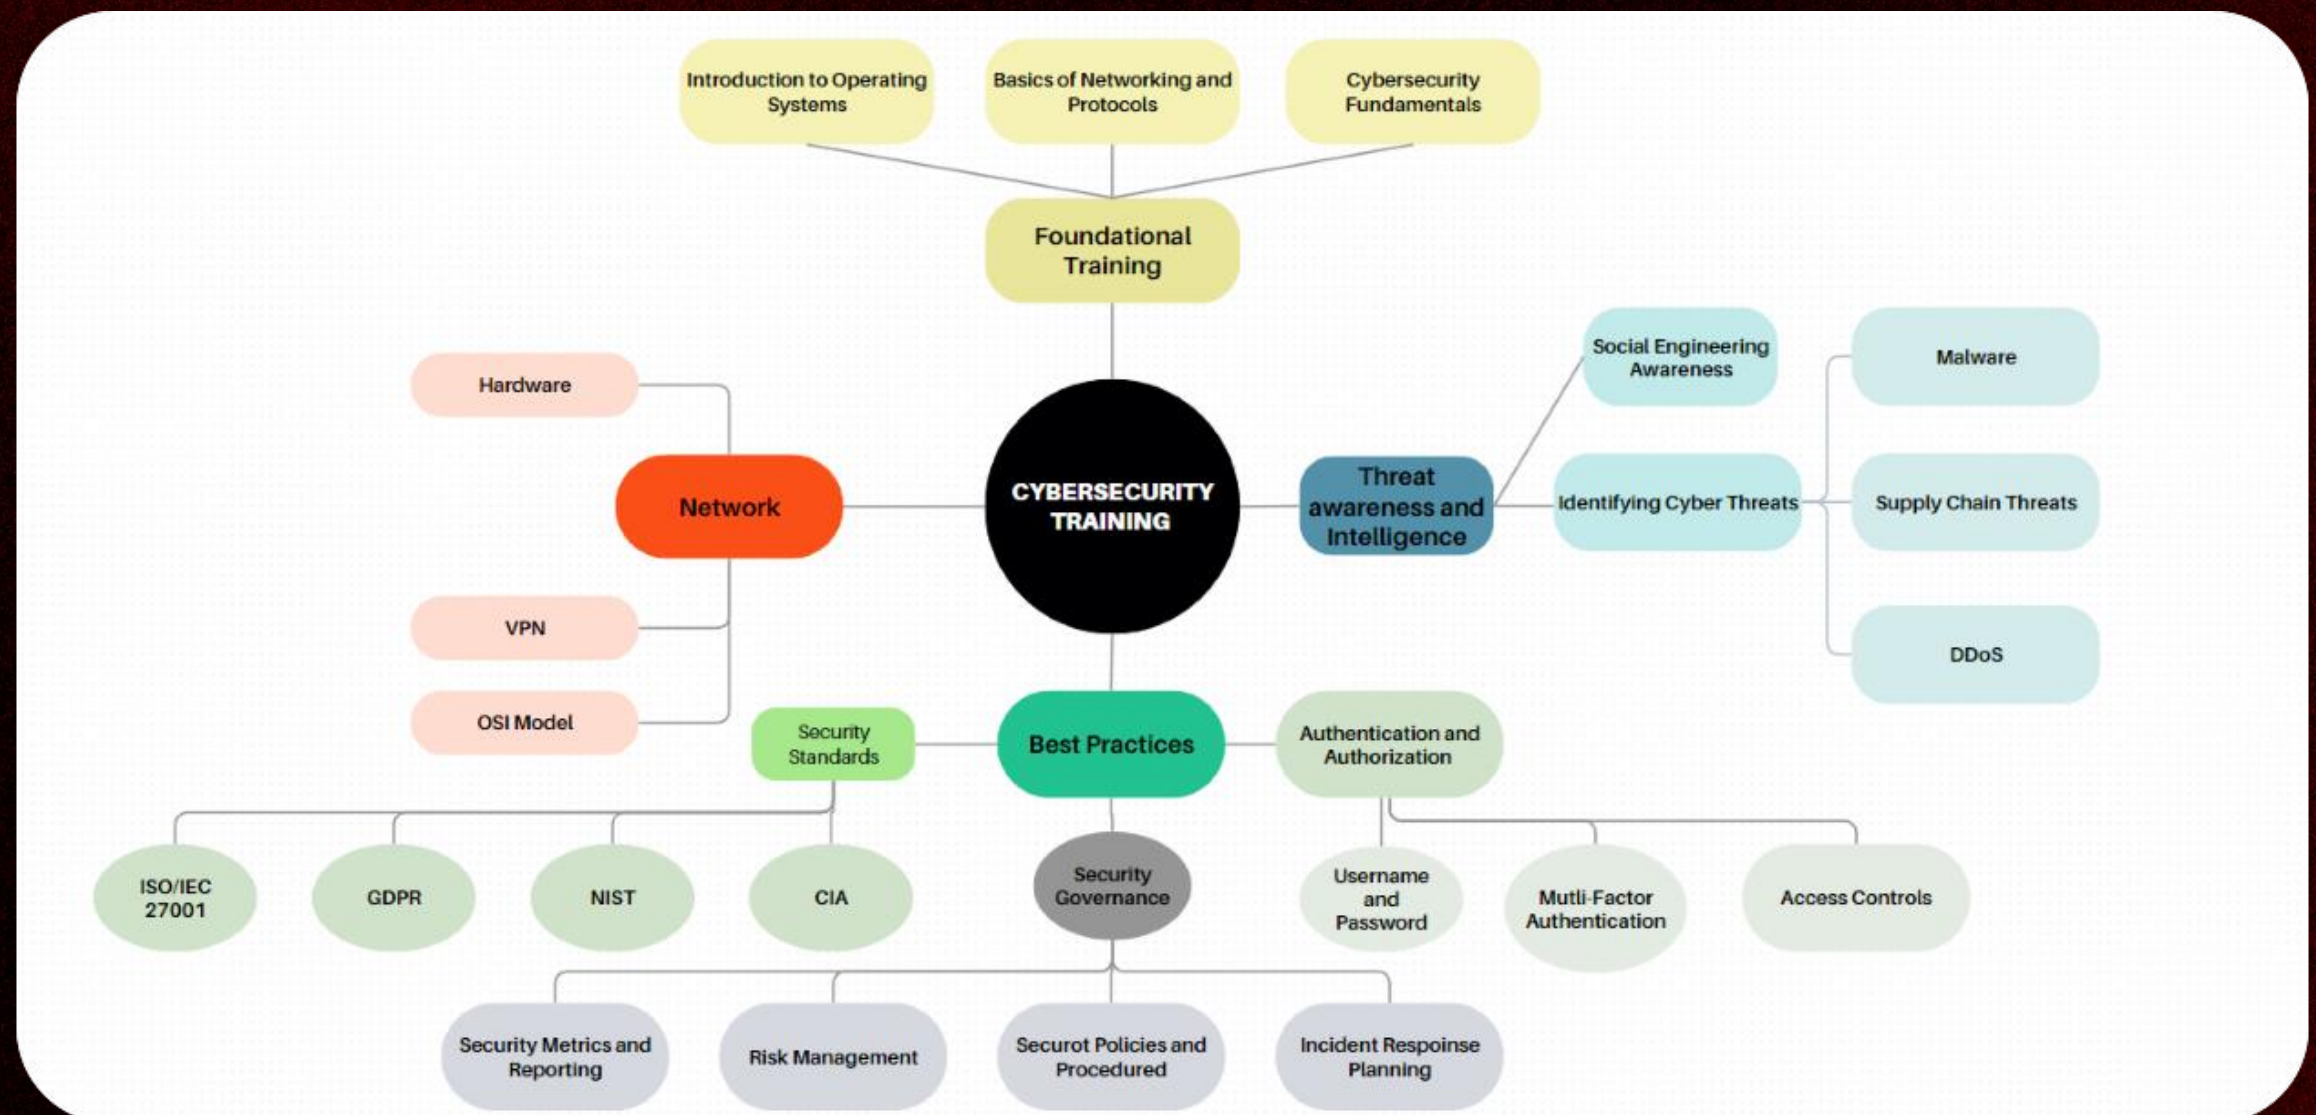 Introduction to Operating
Systems
Basics of Networking and
Protocols
Cybersecurity
Fundamentals
Foundational
Training
Hardware
Network
VPN
OSI Model
CYBERSECURITY
TRAINING
Threat
awareness and
Intelligence
Social Engineering
Awareness
Identifying Cyber Threats
Malware
Supply Chain Threats
DDoS
Security
Standards
Best Practices
Authentication and
Authorization
ISO/IEC
27001
GDPR
NIST
CIA
Security
Governance
Username
and
Password
Mutli-Factor
Authentication
Access Controls
Security Metrics and
Reporting
Risk Management
Securot Policies and
Procedured
Incident Respoinse
Planning